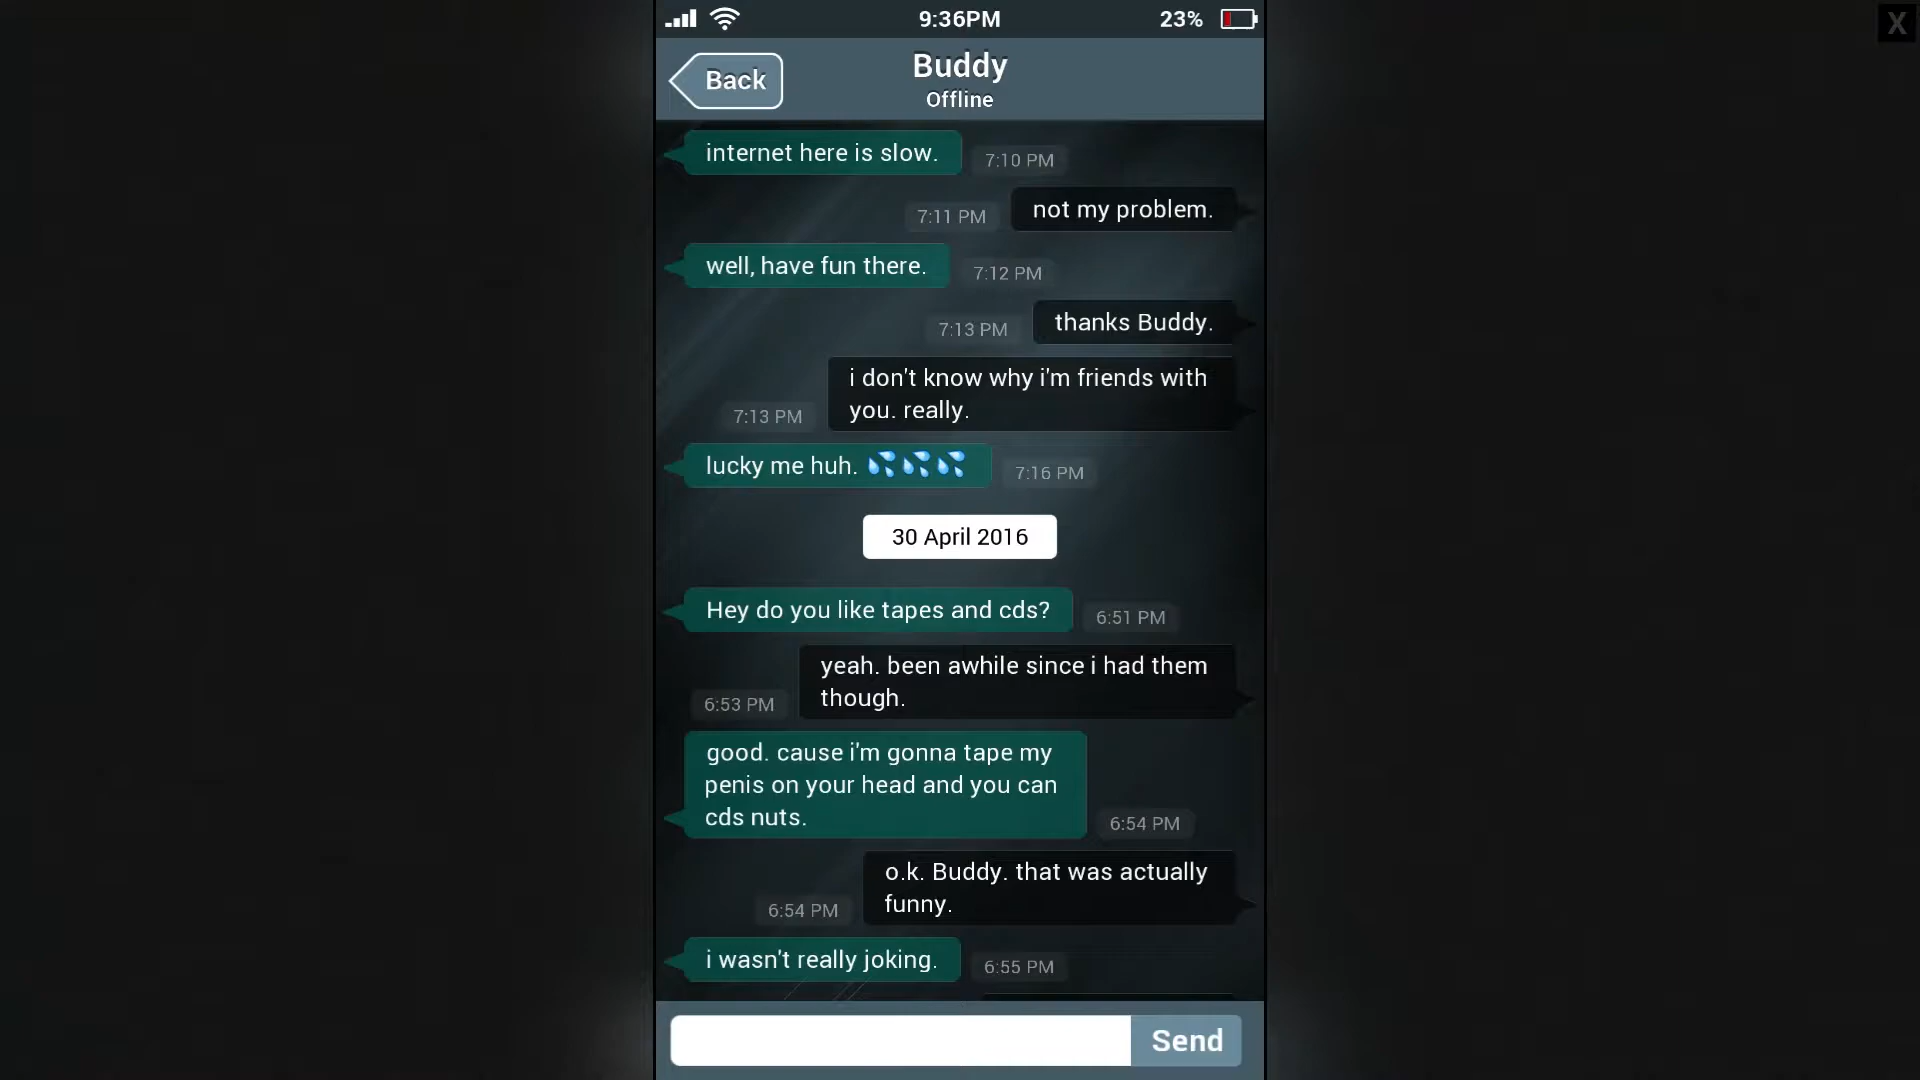 9:36PM
23%
X
Back
Buddy
Offline
internet here is slow.
7:10 PM
7:11 PM
not my problem.
well, have fun there.
7:12 PM
7:13 PM
thanks Buddy.
i don't know why i'm friends with
you. really.
7:13 PM
lucky me huh. 💦💦💦
7:16 PM
30 April 2016
Hey do you like tapes and cds?
6:51 PM
yeah. been awhile since i had them
though.
6:53 PM
good. cause i'm gonna tape my
penis on your head and you can
cds nuts.
6:54 PM
o.k. Buddy. that was actually
funny.
6:54 PM
i wasn't really joking.
6:55 PM
Send